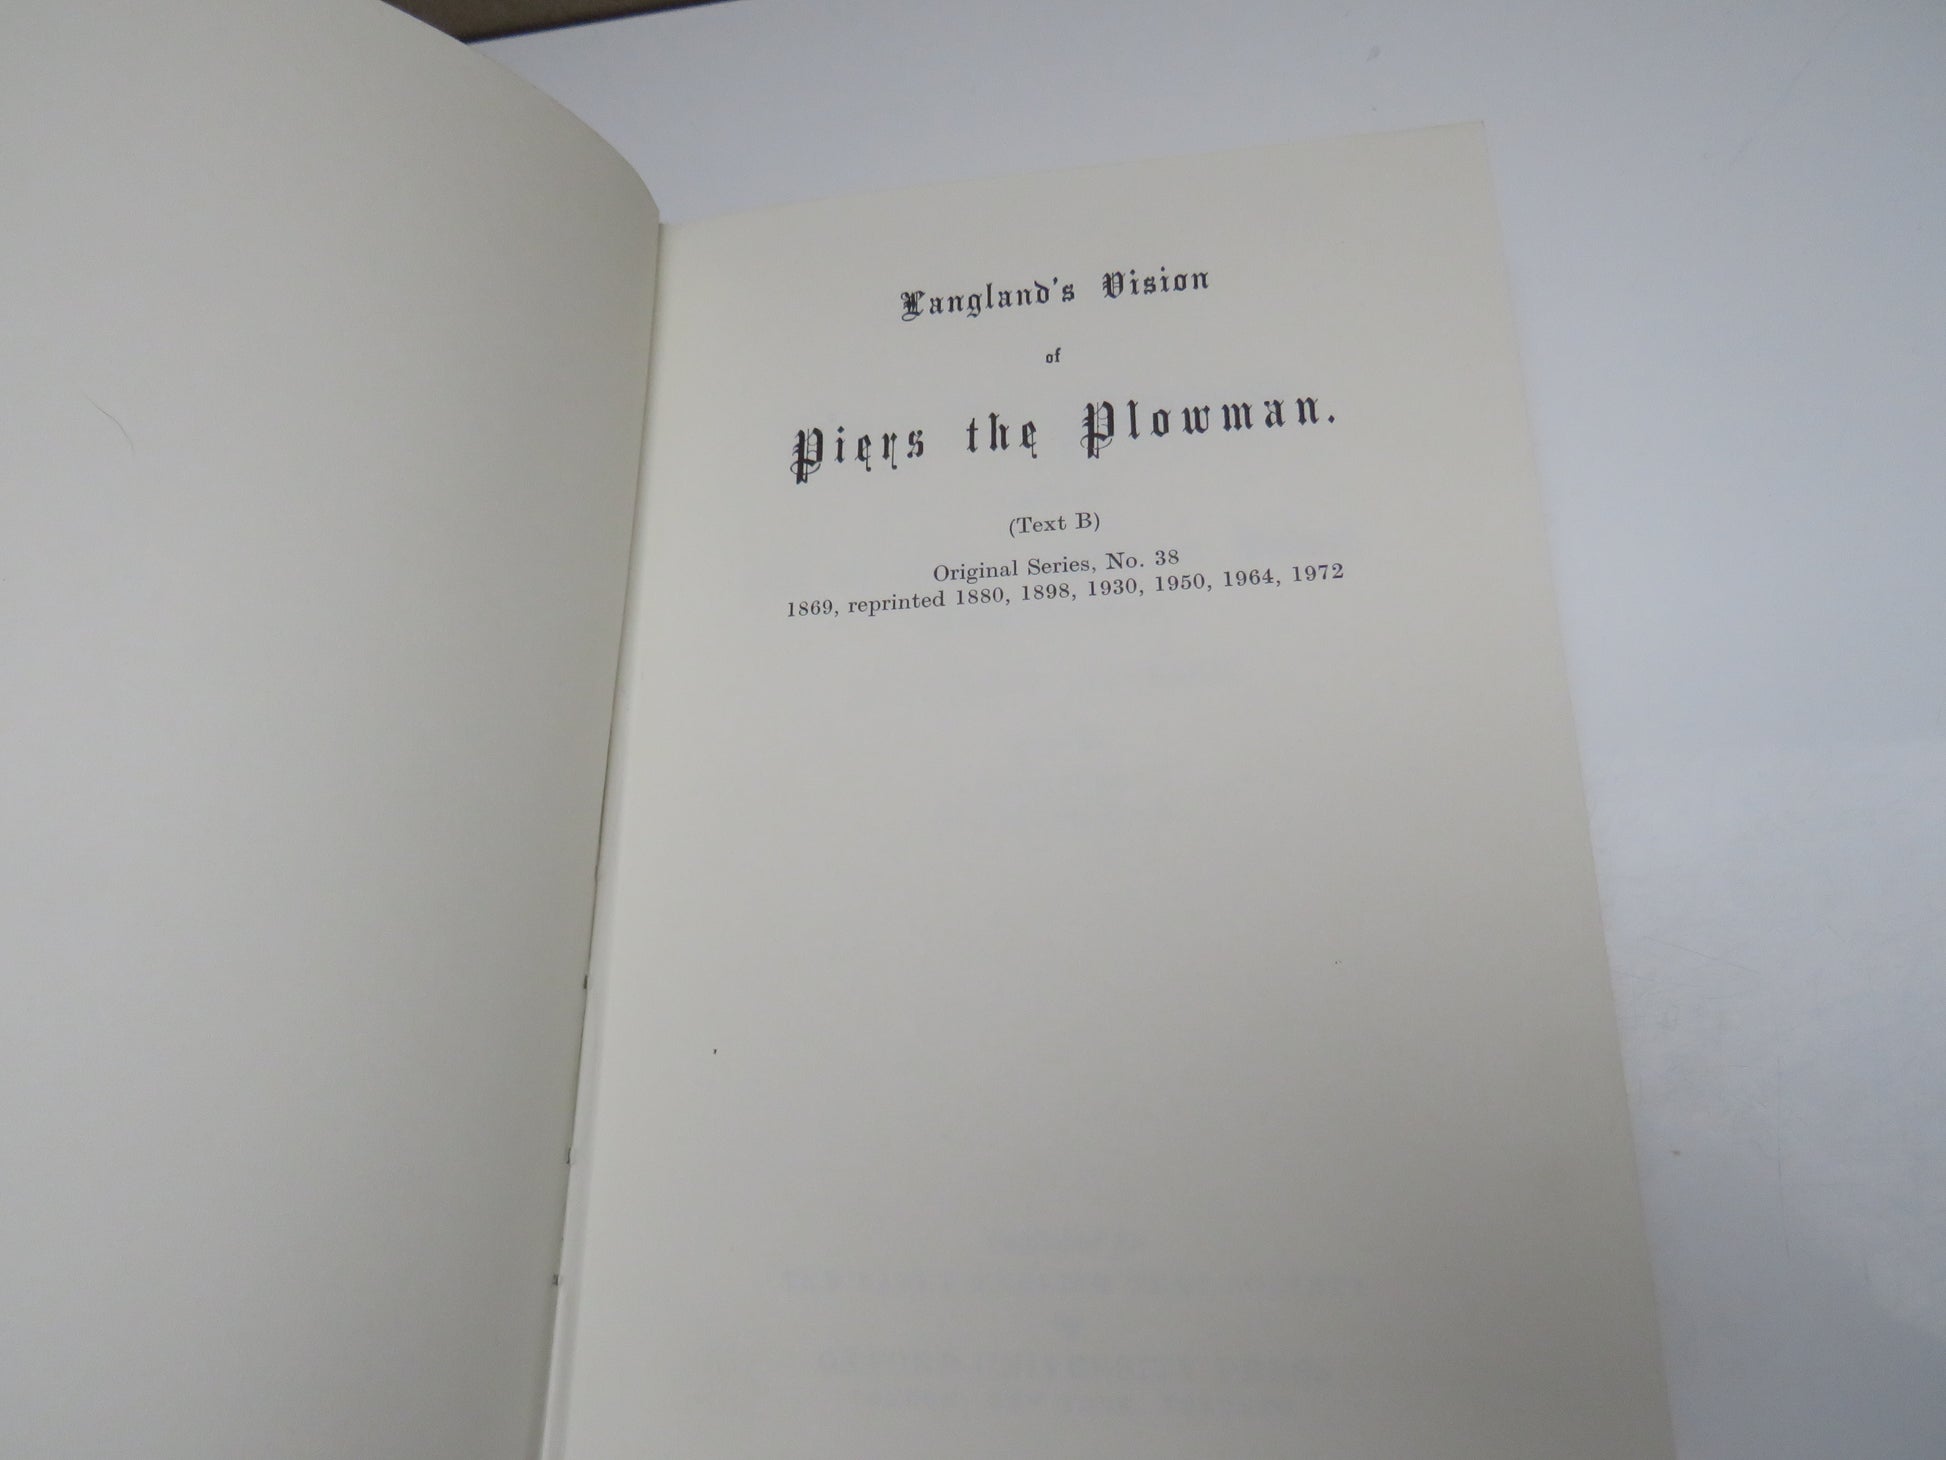 Langland's Vision
of
Piers the Plowman.
(Text B)
Original Series, No. 38
1869, reprinted 1880, 1898, 1930, 1950, 1964, 1972